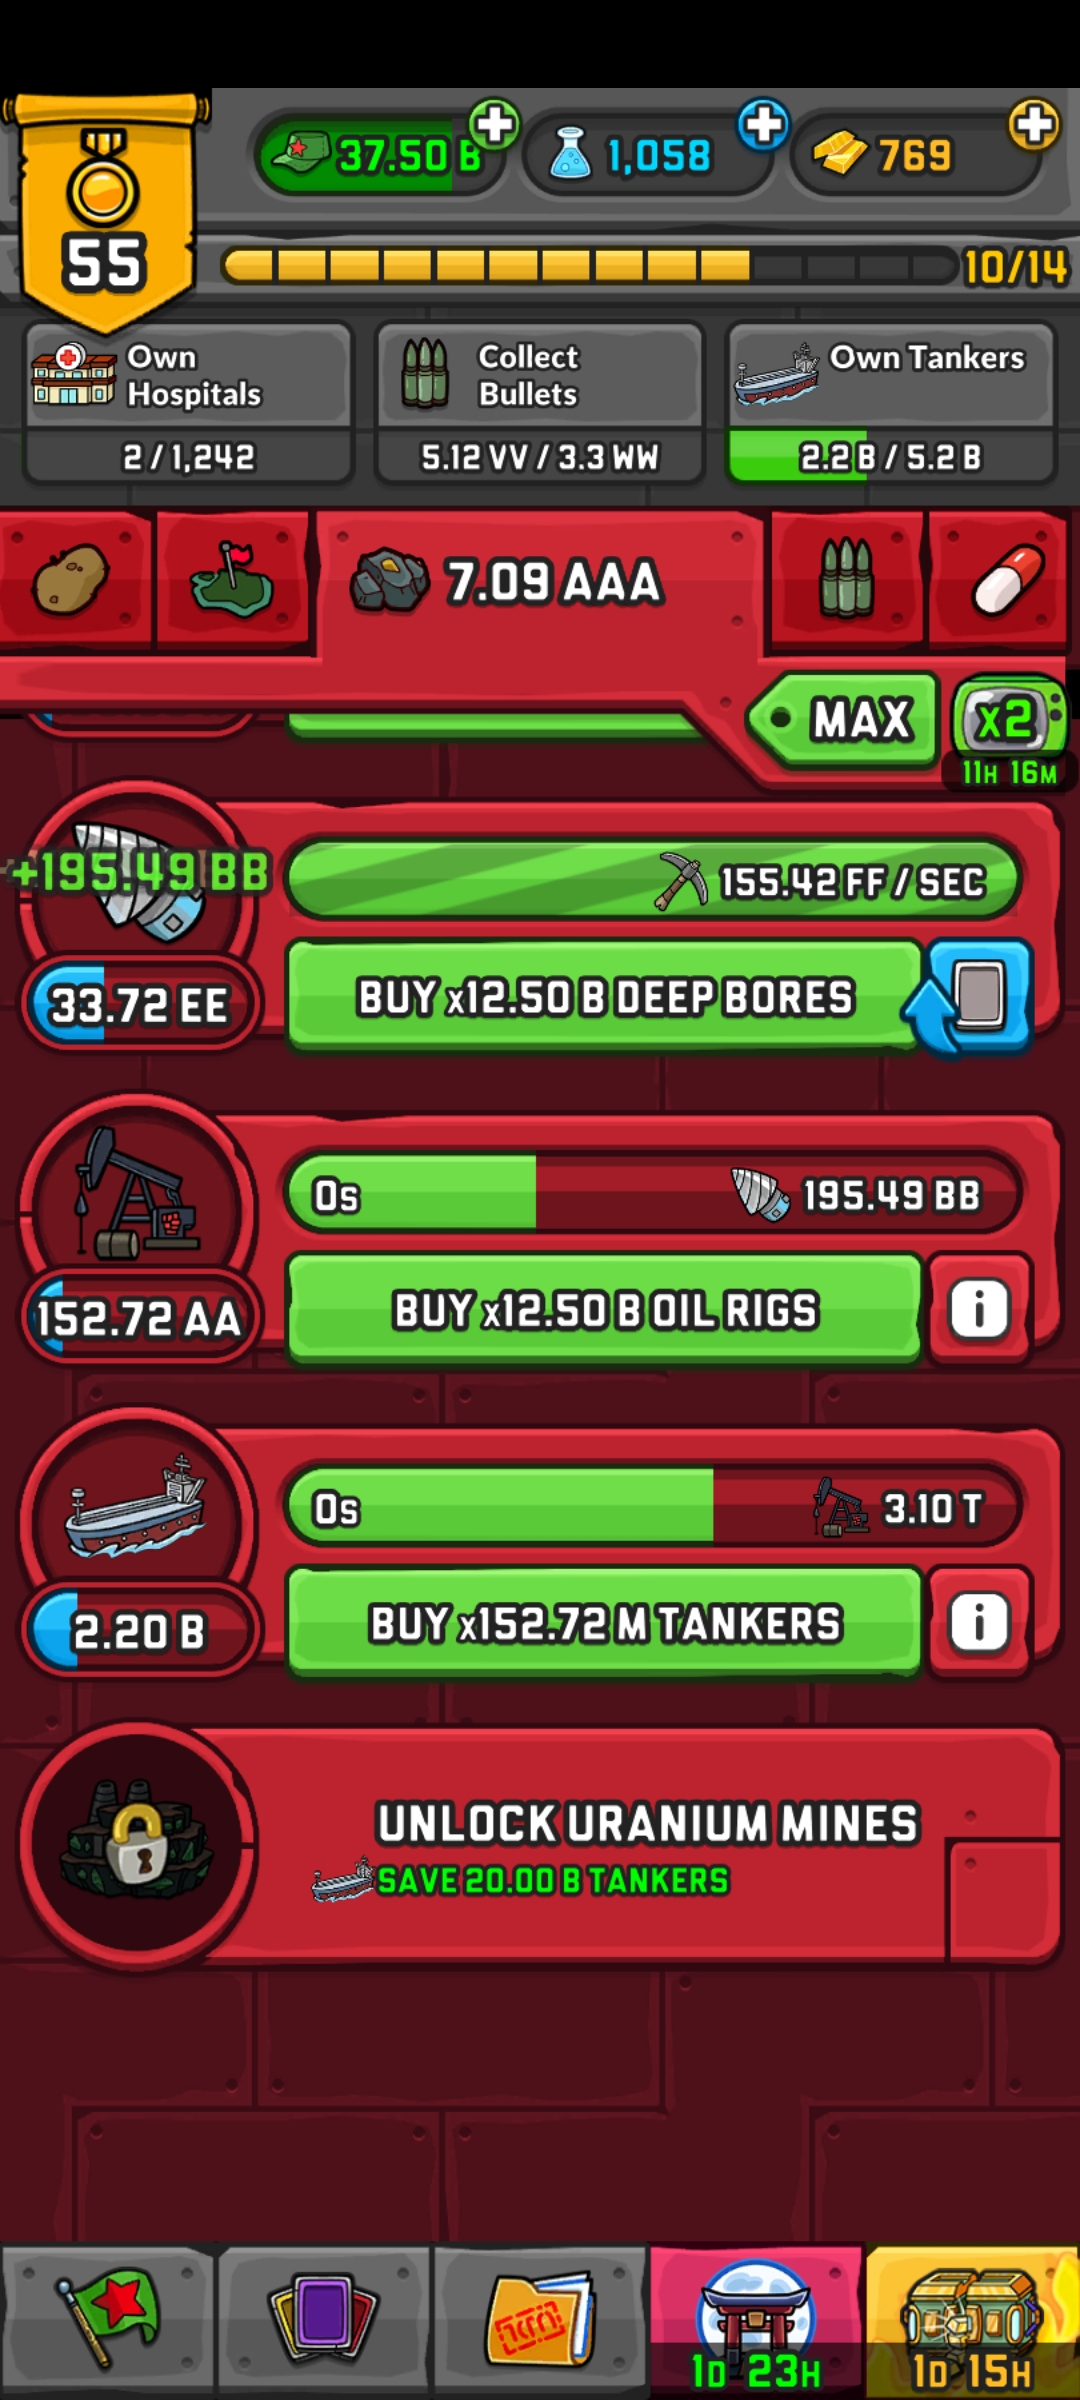 37.50 B
1,058
769
55
10/14
Own
Hospitals
2 / 1,242
Collect
Bullets
5.12 VV / 3.3 WW
Own Tankers
2.2 B / 5.2 B
7.09 AAA
MAX
x2
11H 16M
+195.49 BB
155.42 FF / SEC
33.72 EE
BUY x12.50 B DEEP BORES
0s
195.49 BB
152.72 AA
BUY x12.50 B OIL RIGS
i
0s
3.10 T
2.20 B
BUY x152.72 M TANKERS
i
UNLOCK URANIUM MINES
SAVE 20.00 B TANKERS
1D 23H
1D 15H